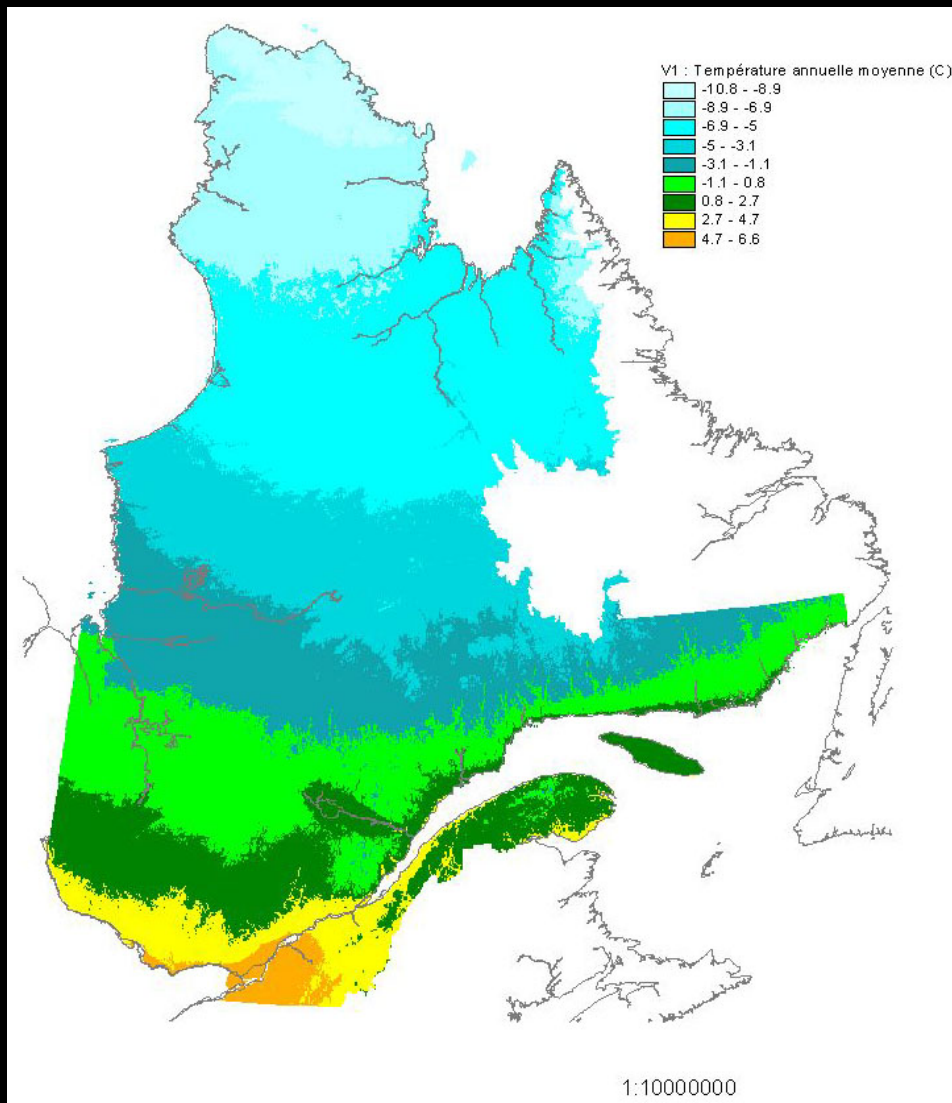 V1 : Température annuelle moyenne (C)
-10.8 - -8.9
-8.9 - -6.9
-6.9 - -5
-5 - -3.1
-3.1 - -1.1
-1.1 - 0.8
0.8 - 2.7
2.7 - 4.7
4.7 - 6.6
1:10000000